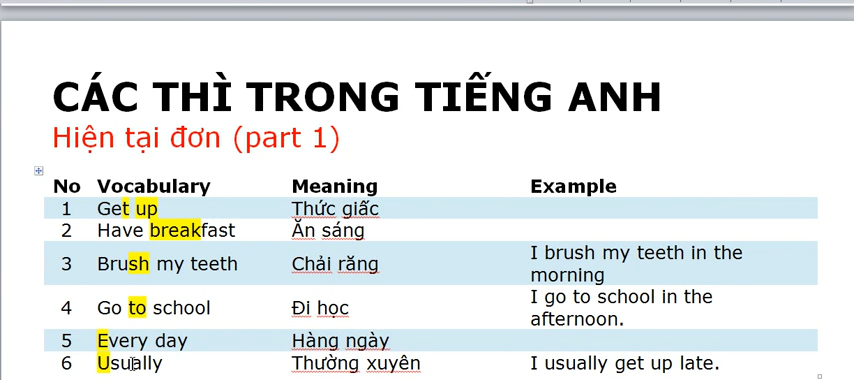 CÁC THÌ TRONG TIẾNG ANH
Hiện tại đơn (part 1)
No Vocabulary Meaning Example
1 Get up Thức giấc
2 Have breakfast Ăn sáng
3 Brush my teeth Chải răng I brush my teeth in the
morning
4 Go to school Đi học I go to school in the
afternoon.
5 Every day Hàng ngày
6 Usually Thường xuyên I usually get up late.